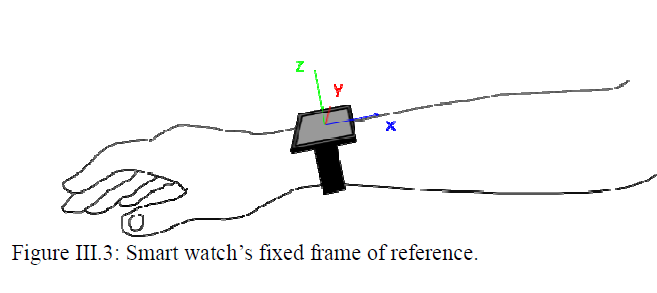 Z
Y
X
Figure III.3: Smart watch’s fixed frame of reference.